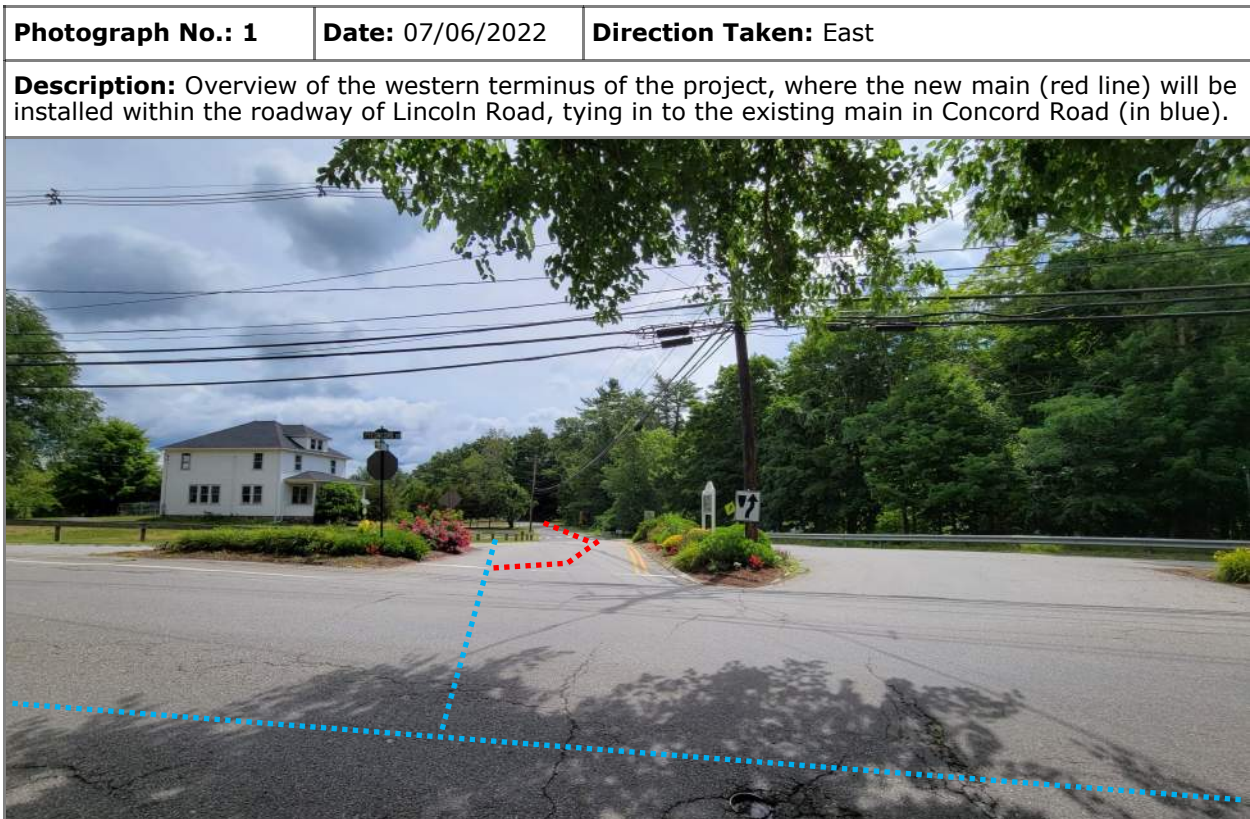 Photograph No.: 1
Date: 07/06/2022
Direction Taken: East
Description: Overview of the western terminus of the project, where the new main (red line) will be
installed within the roadway of Lincoln Road, tying in to the existing main in Concord Road (in blue).